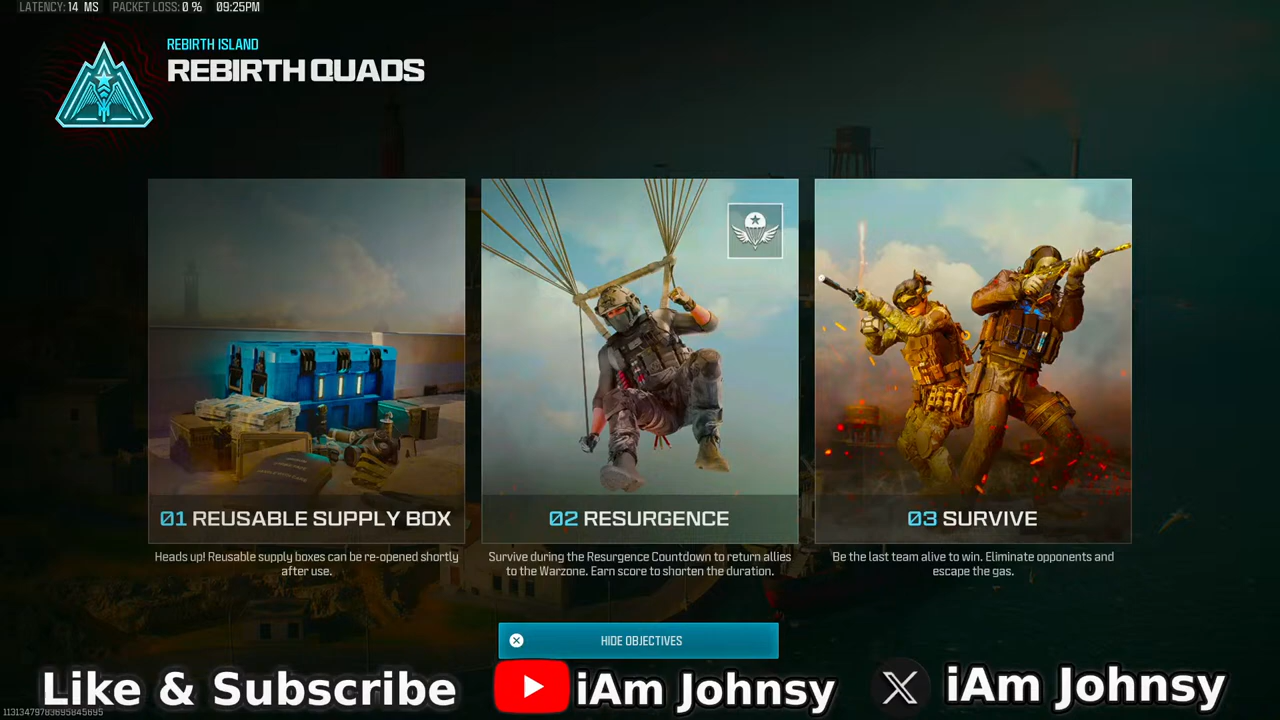 LATENCY: 14 MS PACKET LOSS: 0 % 09:25PM
REBIRTH ISLAND
REBIRTH QUADS
01 REUSABLE SUPPLY BOX
Heads up! Reusable supply boxes can be re-opened shortly
after use.
02 RESURGENCE
Survive during the Resurgence Countdown to return allies
to the Warzone. Earn score to shorten the duration.
03 SURVIVE
Be the last team alive to win. Eliminate opponents and
escape the gas.
HIDE OBJECTIVES
Like & Subscribe iAm Johnsy iAm Johnsy